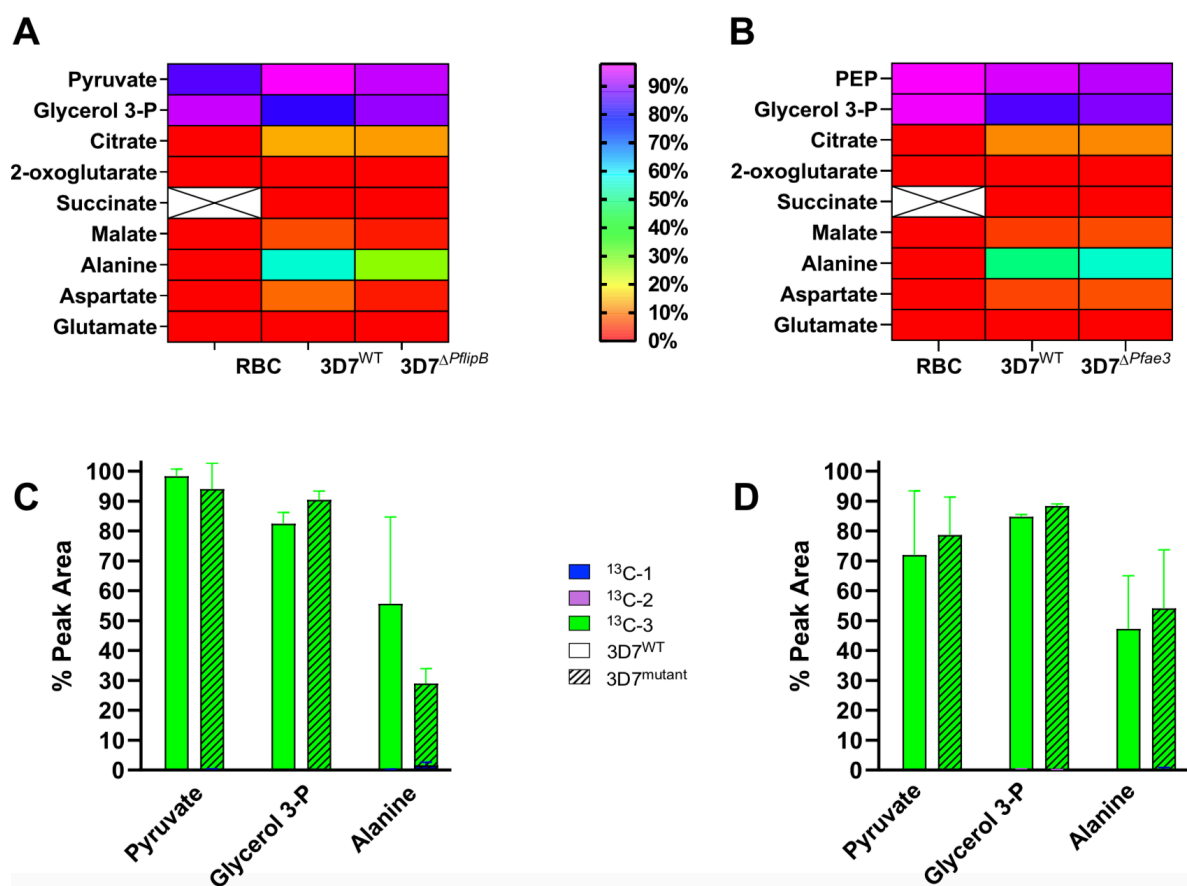 A
B
Pyruvate
Glycerol 3-P
Citrate
2-oxoglutarate
Succinate
Malate
Alanine
Aspartate
Glutamate
RBC 3D7WT 3D7ΔPflipB
90%
80%
70%
60%
50%
40%
30%
20%
10%
0%
PEP
Glycerol 3-P
Citrate
2-oxoglutarate
Succinate
Malate
Alanine
Aspartate
Glutamate
RBC 3D7WT 3D7ΔPfae3
C
% Peak Area
100
90
80
70
60
50
40
30
20
10
0
Pyruvate
Glycerol 3-P
Alanine
13C-1
13C-2
13C-3
3D7WT
3D7mutant
D
% Peak Area
100
90
80
70
60
50
40
30
20
10
0
Pyruvate
Glycerol 3-P
Alanine